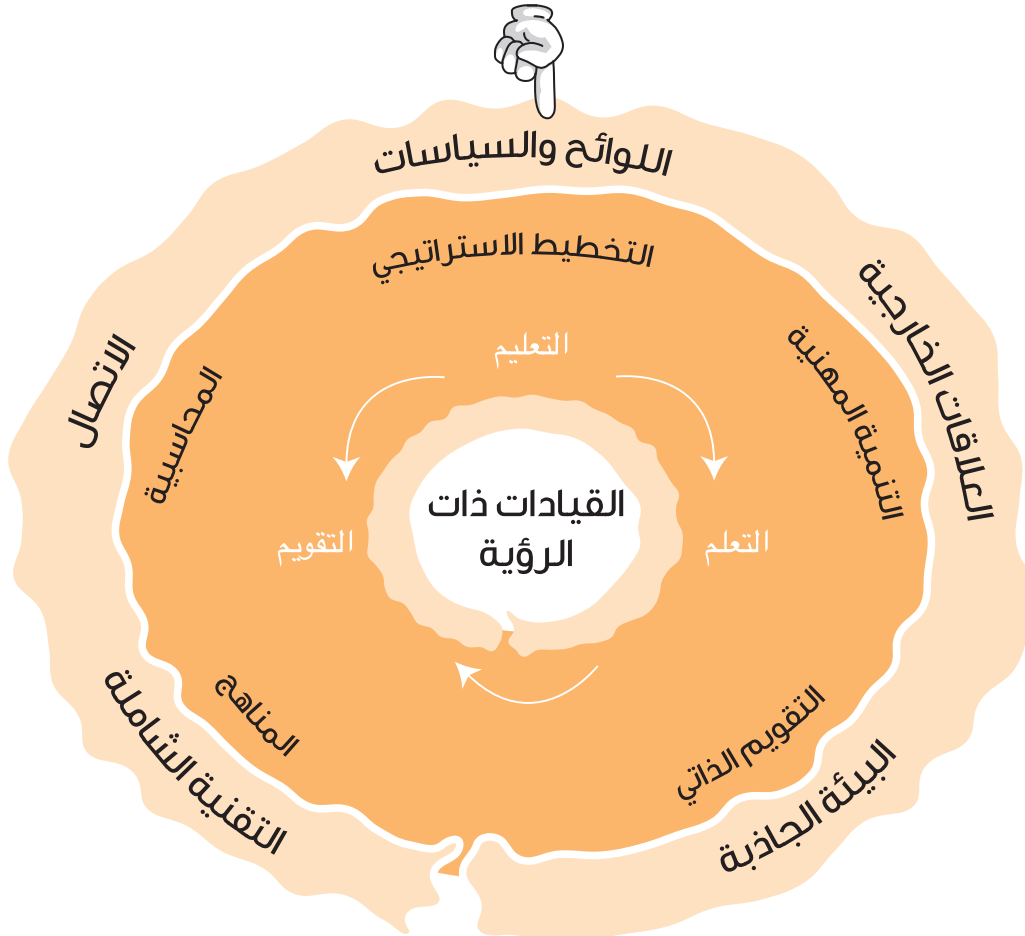 اللوائح والسياسات
العلاقات الخارجية
البيئة الجاذبة
التقنية الشاملة
الاتصال
التخطيط الاستراتيجي
التنمية المهنية
التقويم الذاتي
المناهج
المحاسبية
التعليم
التعلم
التقويم
القيادات ذات
الرؤية